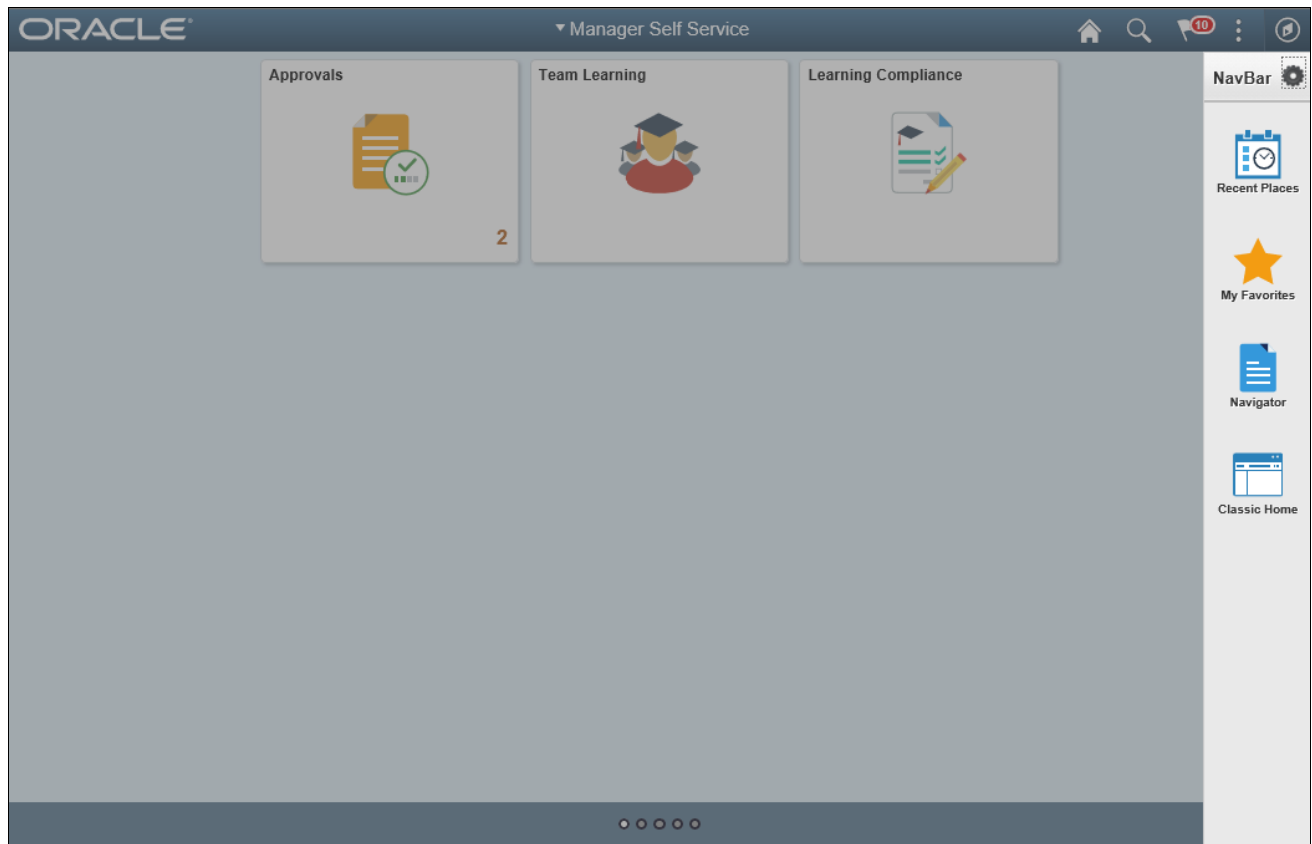 ORACLE®
Manager Self Service
10
Approvals
Team Learning
Learning Compliance
2
NavBar
Recent Places
My Favorites
Navigator
Classic Home